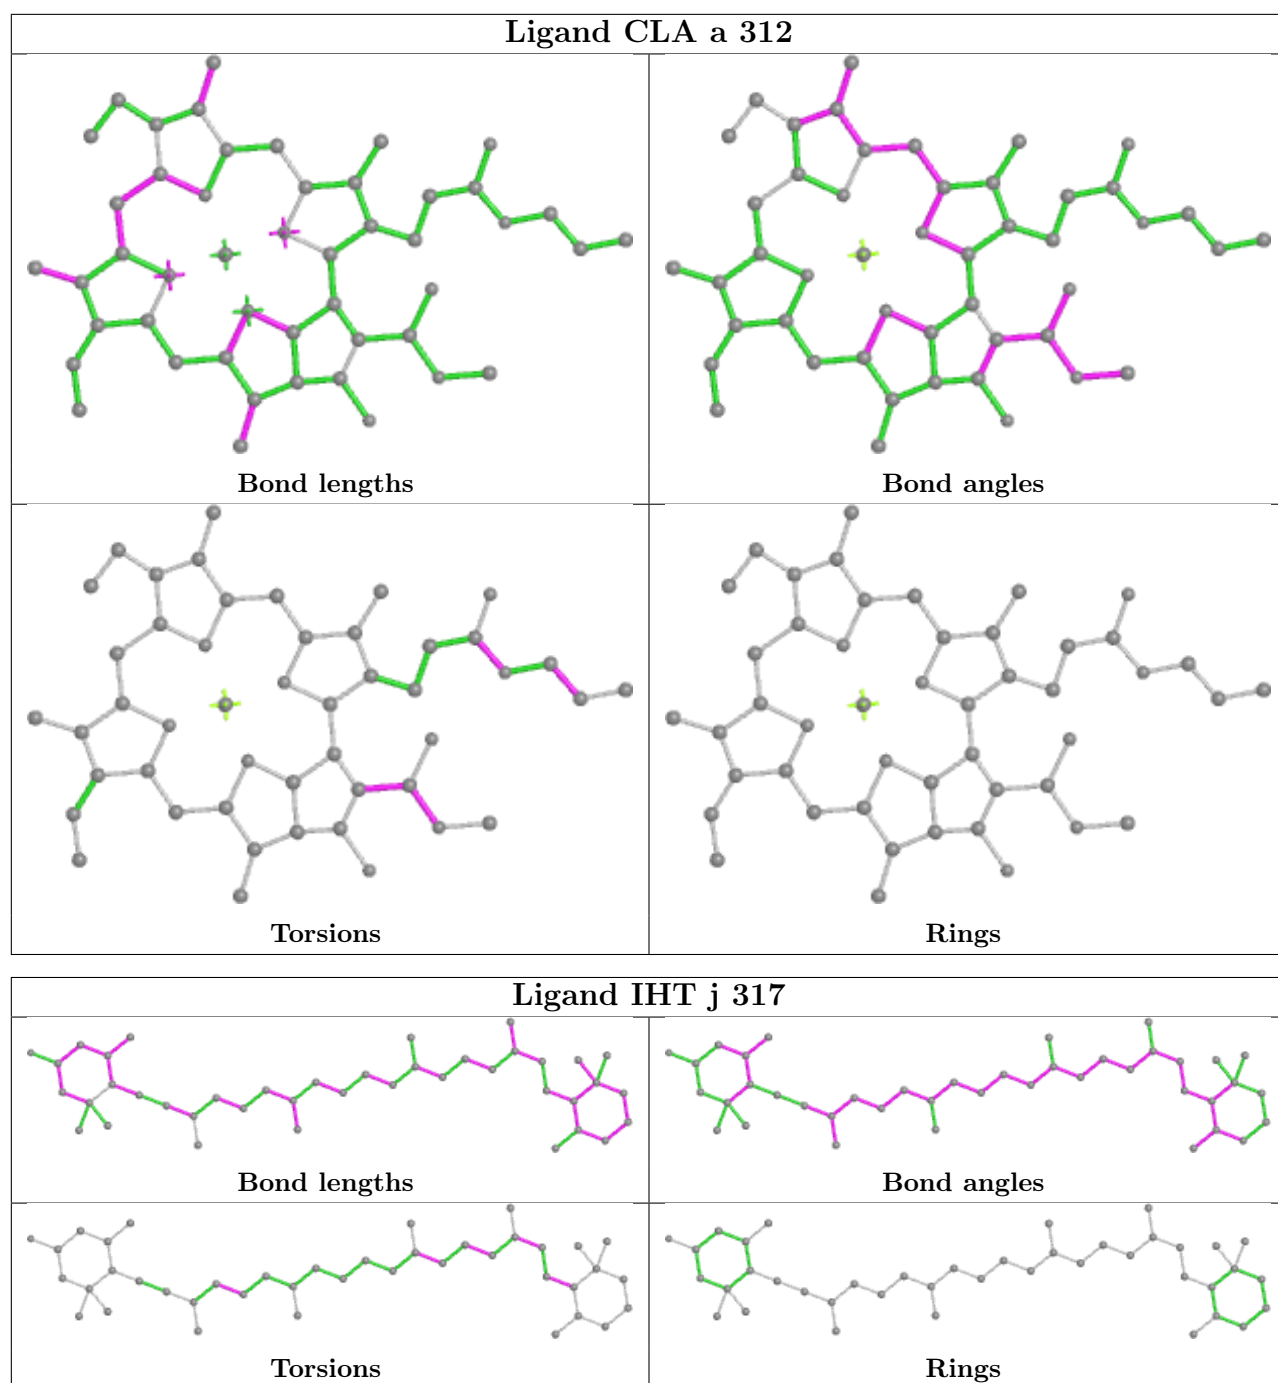 Ligand CLA a 312
Bond lengths
Bond angles
Torsions
Rings
Ligand IHT j 317
Bond lengths
Bond angles
Torsions
Rings